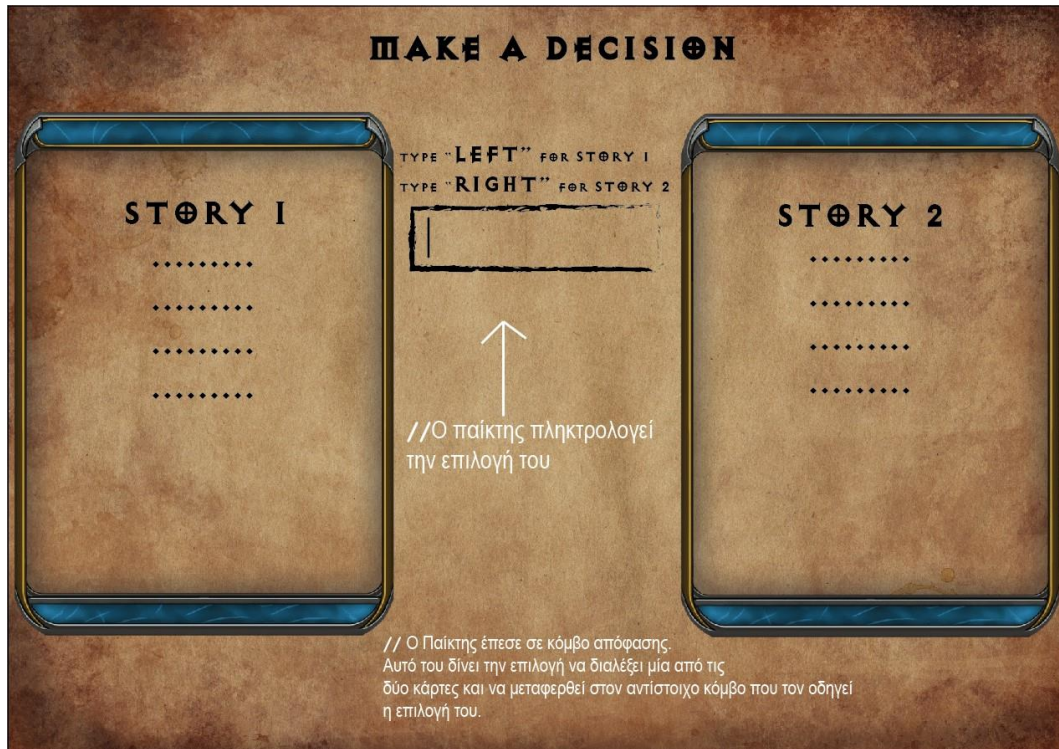 MAKE A DECISION
TYPE "LEFT" FOR STORY 1
TYPE "RIGHT" FOR STORY 2
STORY 1
.........
.........
.........
.........
STORY 2
.........
.........
.........
.........
//Ο παίκτης πληκτρολογεί
την επιλογή του
// Ο Παίκτης έπεσε σε κόμβο απόφασης.
Αυτό του δίνει την επιλογή να διαλέξει μία από τις
δύο κάρτες και να μεταφερθεί στον αντίστοιχο κόμβο που τον οδηγεί
η επιλογή του.